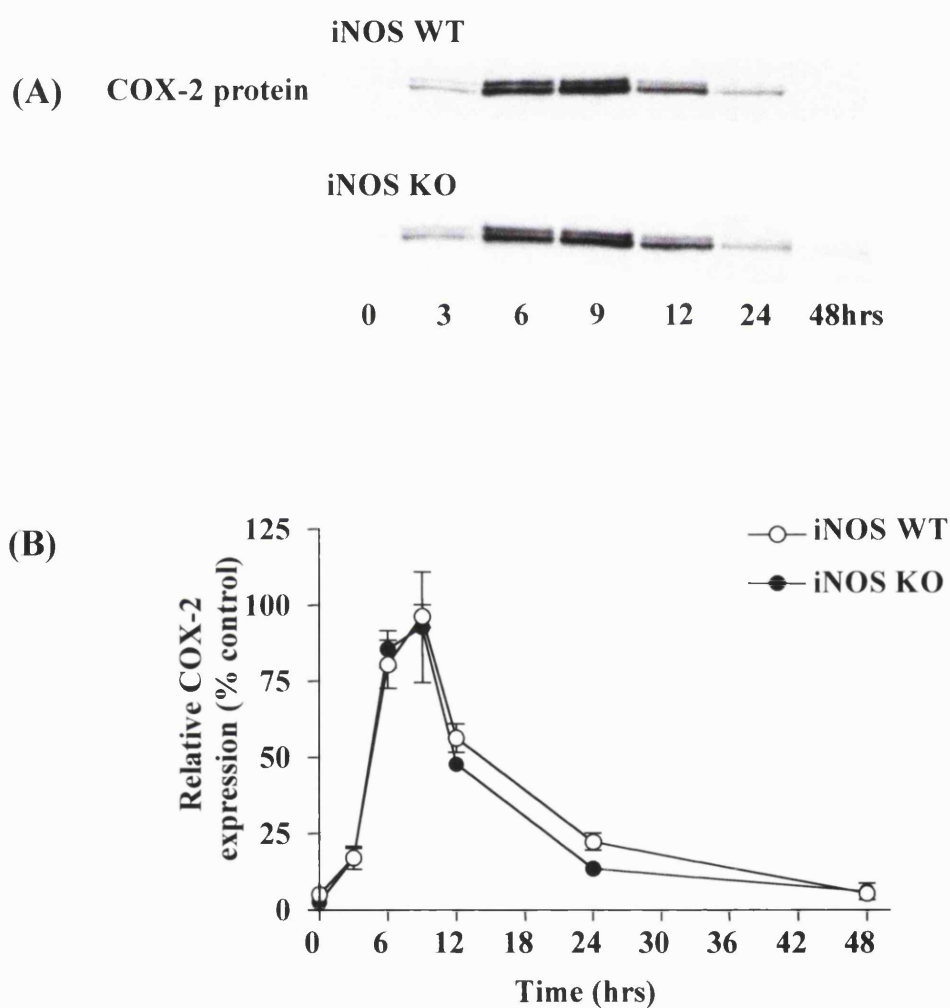 iNOS WT
(A) COX-2 protein
iNOS KO
0 3 6 9 12 24 48hrs
(B)
iNOS WT
iNOS KO
Relative COX-2
expression (% control)
125
100
75
50
25
0
0 6 12 18 24 30 36 42 48
Time (hrs)